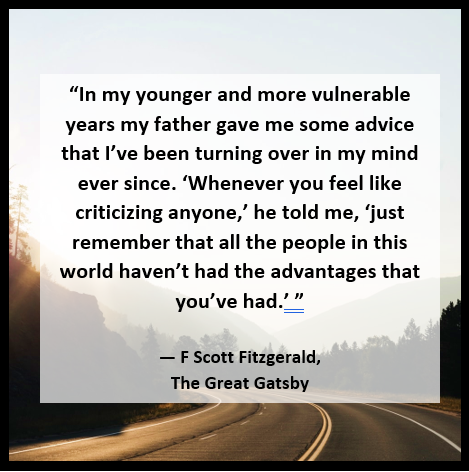 “In my younger and more vulnerable
years my father gave me some advice
that I’ve been turning over in my mind
ever since. ‘Whenever you feel like
criticizing anyone,’ he told me, ‘just
remember that all the people in this
world haven’t had the advantages that
you’ve had.’ ”
— F Scott Fitzgerald,
The Great Gatsby